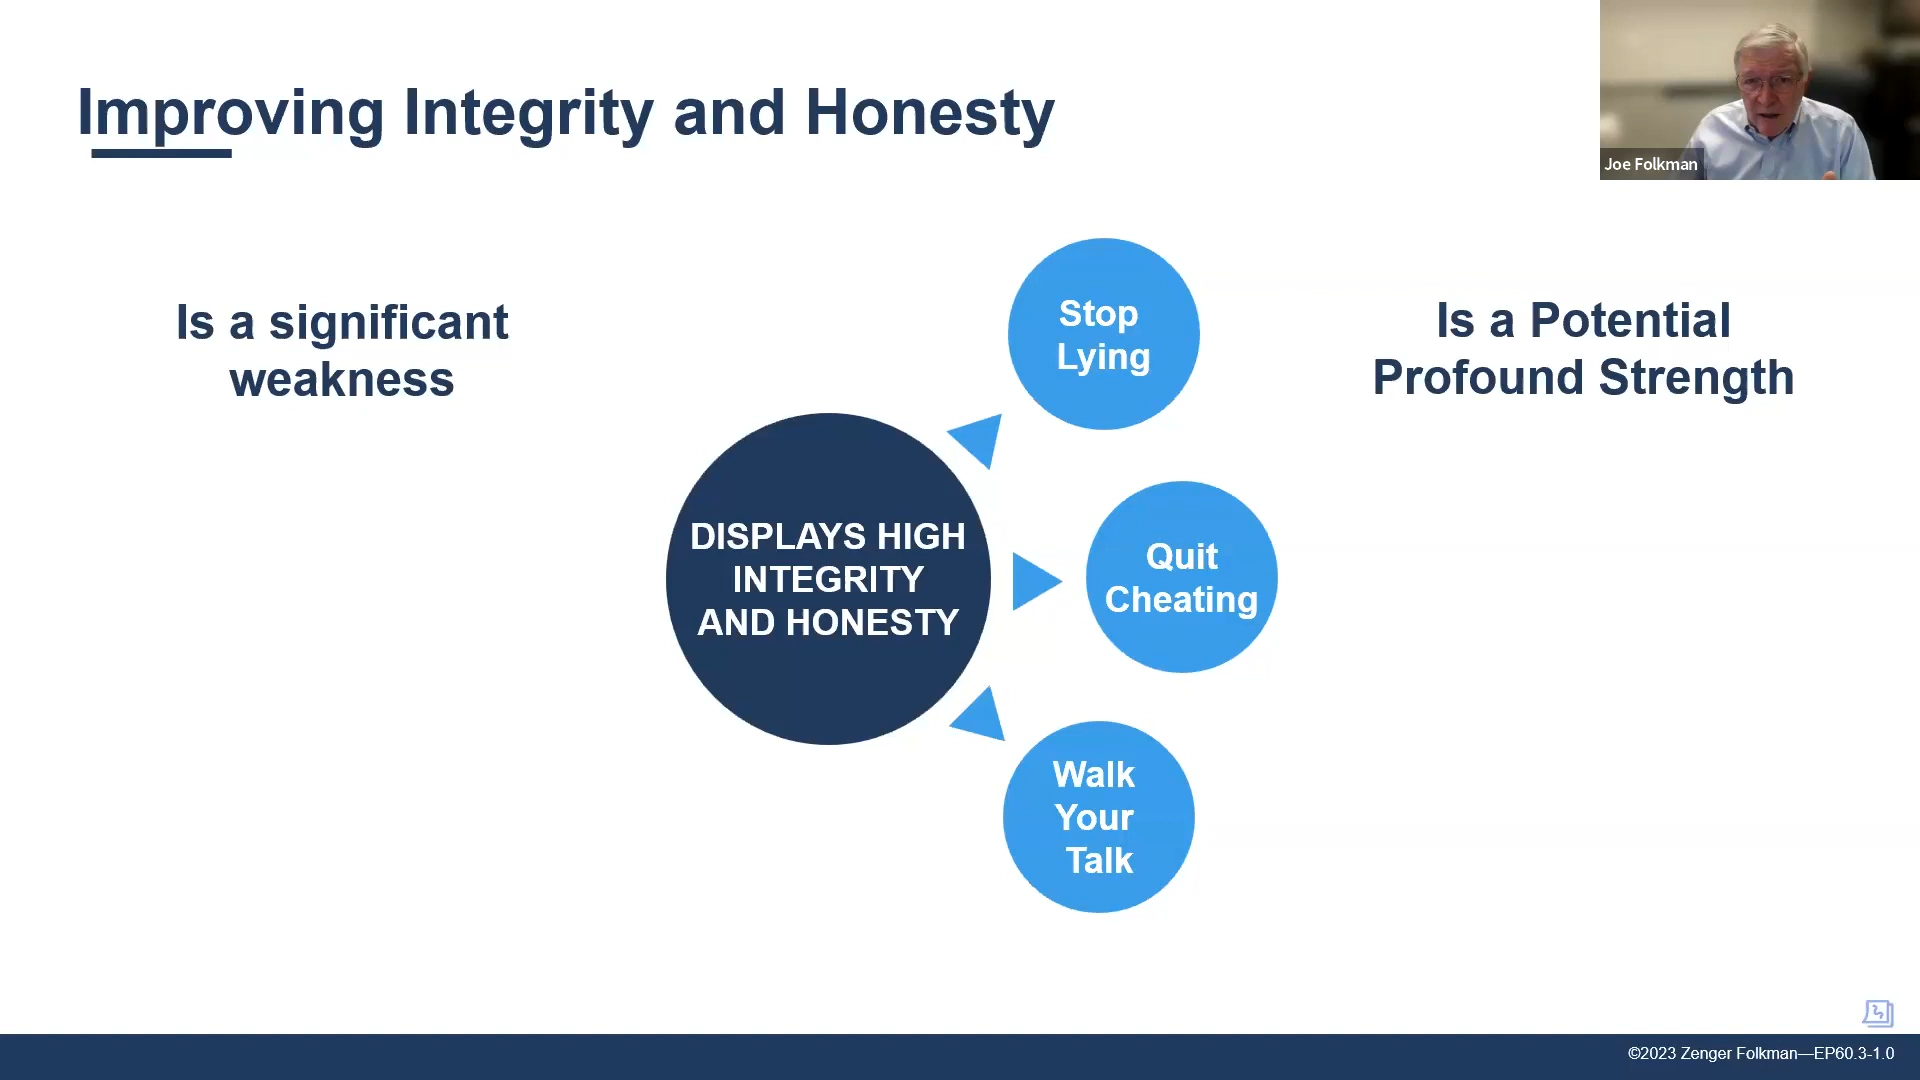 Improving Integrity and Honesty
Joe Folkman
Is a significant
weakness
Stop
Lying
Is a Potential
Profound Strength
DISPLAYS HIGH
INTEGRITY
AND HONESTY
Quit
Cheating
Walk
Your
Talk
©2023 Zenger Folkman—EP60.3-1.0